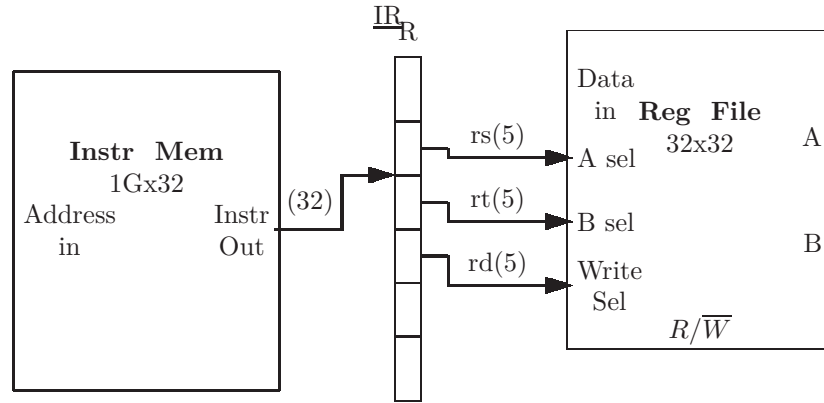 IR
R
Instr Mem
1Gx32
Address
in
Instr
Out
(32)
rs(5)
rt(5)
rd(5)
Data
in
Reg File
32x32
A sel
B sel
Write
Sel
A
B
R/W̅